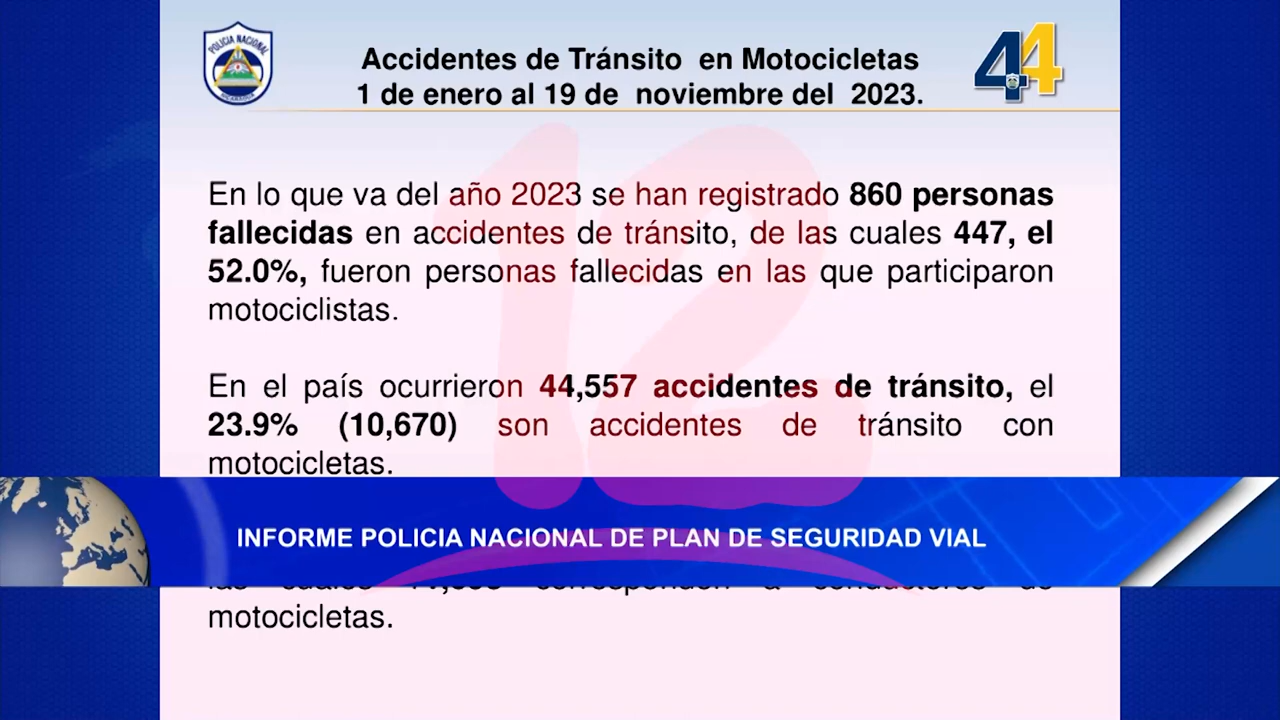 POLICIA NACIONAL
NICARAGUA
44
Accidentes de Tránsito en Motocicletas
1 de enero al 19 de noviembre del 2023.
12
En lo que va del año 2023 se han registrado 860 personas
fallecidas en accidentes de tránsito, de las cuales 447, el
52.0%, fueron personas fallecidas en las que participaron
motociclistas.
En el país ocurrieron 44,557 accidentes de tránsito, el
23.9% (10,670) son accidentes de tránsito con
motocicletas.
INFORME POLICIA NACIONAL DE PLAN DE SEGURIDAD VIAL
las cuales corresponden a conductores de
motocicletas.